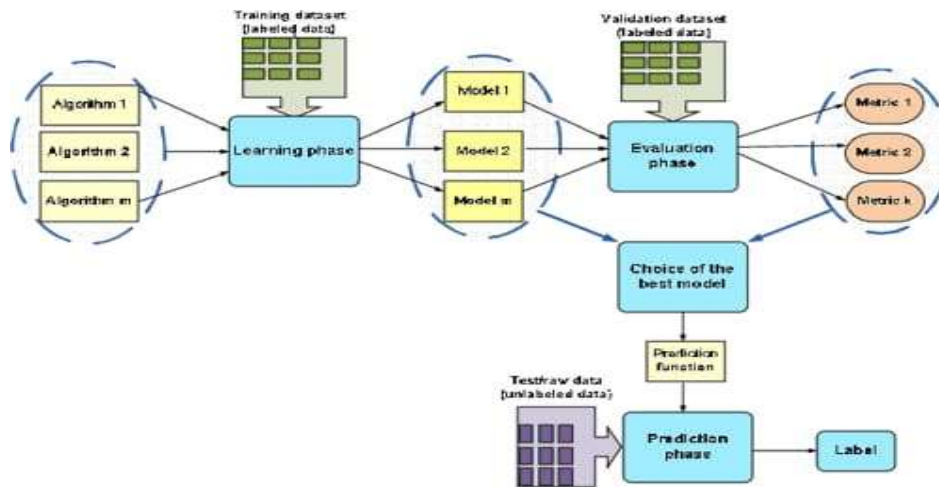 Training dataset
(labeled data)
Validation dataset
(labeled data)
Algorithm 1
Algorithm 2
Algorithm m
Learning phase
Model 1
Model 2
Model m
Evaluation
phase
Metric 1
Metric 2
Metric k
Choice of the
best model
Prediction
function
Test/raw data
(unlabeled data)
Prediction
phase
Label